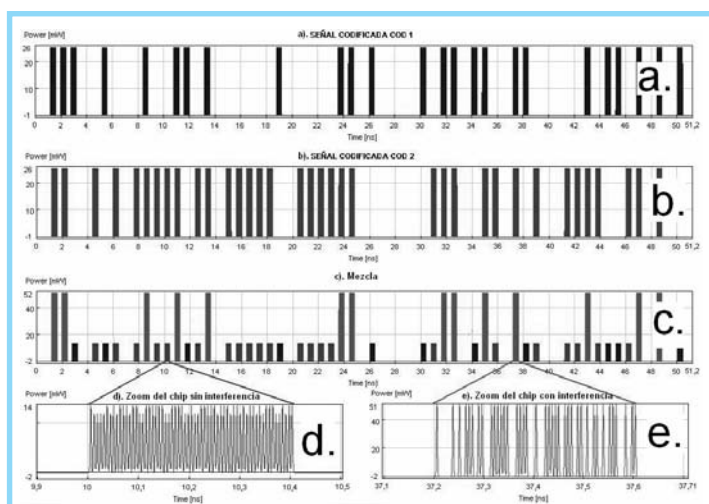 Power [mW]
a). SEÑAL CODIFICADA COD 1
26
20
10
-1
0 2 4 6 8 10 12 14 16 18 20 22 24 26 28 30 32 34 36 38 40 42 44 46 48 50 51,2
Time [ns]
a.
Power [mW]
b). SEÑAL CODIFICADA COD 2
26
20
10
-1
0 2 4 6 8 10 12 14 16 18 20 22 24 26 28 30 32 34 36 38 40 42 44 46 48 50 51,2
Time [ns]
b.
Power [mW]
c). Mezcla
52
40
20
-2
0 2 4 6 8 10 12 14 16 18 20 22 24 26 28 30 32 34 36 38 40 42 44 46 48 50 51,2
Time [ns]
c.
Power [mW]
d). Zoom del chip sin interferencia
14
-2
9,9 10 10,1 10,2 10,3 10,4 10,5
Time [ns]
d.
Power [mW]
e). Zoom del chip con interferencia
51
40
20
-2
37,1 37,2 37,3 37,4 37,5 37,6 37,71
Time [ns]
e.